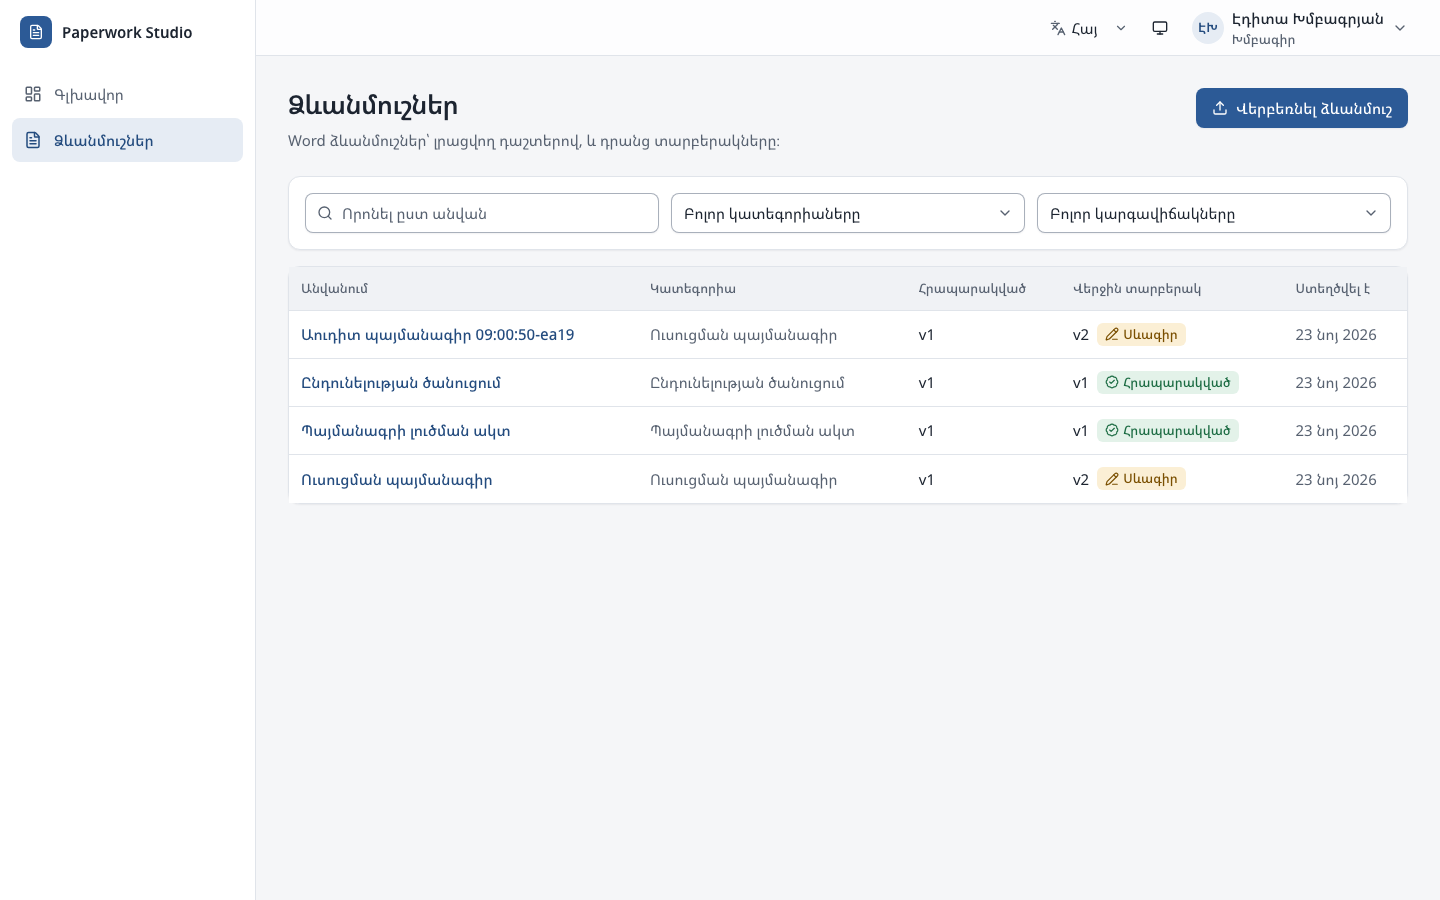 Paperwork Studio
Հայ
ԷԽ
Էդիտա Խմբագրյան
Խմբագիր
Գլխավոր
Ձևանմուշներ
Ձևանմուշներ
Word ձևանմուշներ՝ լրացվող դաշտերով, և դրանց տարբերակները:
Վերբեռնել ձևանմուշ
Որոնել ըստ անվան
Բոլոր կատեգորիաները
Բոլոր կարգավիճակները
Անվանում Կատեգորիա Հրապարակված Վերջին տարբերակ Ստեղծվել է
Աուդիտ պայմանագիր 09:00:50-ea19 Ուսուցման պայմանագիր v1 v2 Սևագիր 23 նոյ 2026
Ընդունելության ծանուցում Ընդունելության ծանուցում v1 v1 Հրապարակված 23 նոյ 2026
Պայմանագրի լուծման ակտ Պայմանագրի լուծման ակտ v1 v1 Հրապարակված 23 նոյ 2026
Ուսուցման պայմանագիր Ուսուցման պայմանագիր v1 v2 Սևագիր 23 նոյ 2026